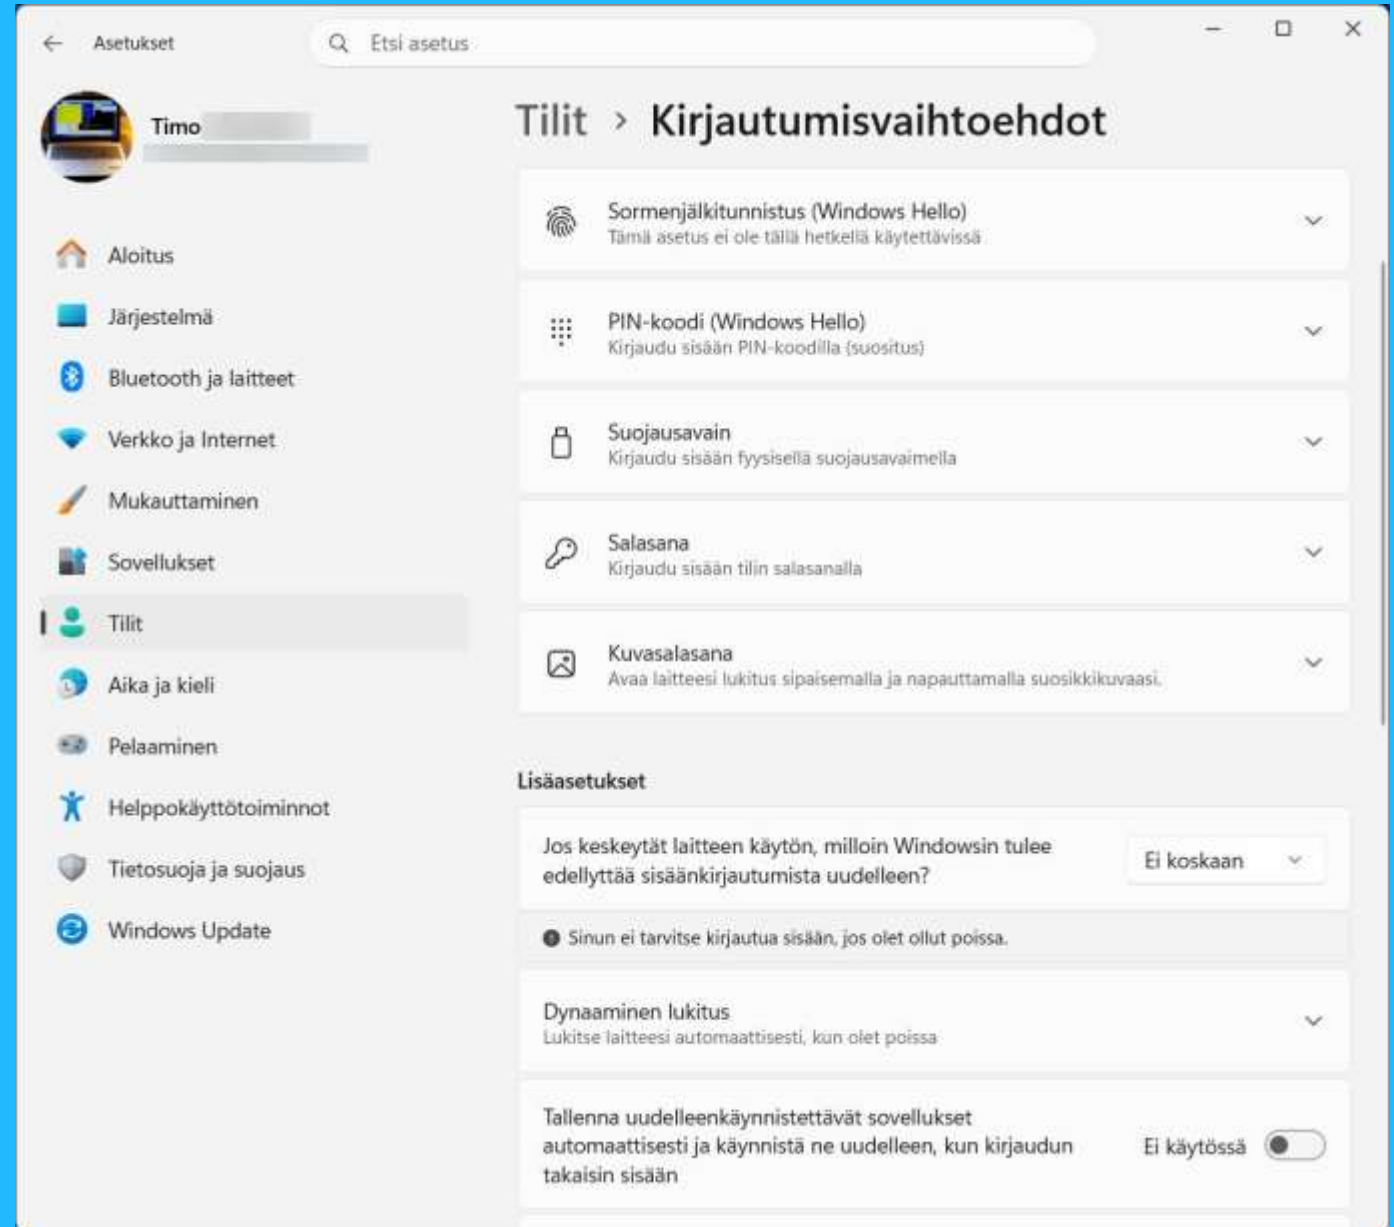 Asetukset
Etsi asetus
Timo
Tilit > Kirjautumisvaihtoehdot
Aloitus
Järjestelmä
Bluetooth ja laitteet
Verkko ja Internet
Mukauttaminen
Sovellukset
Tilit
Aika ja kieli
Pelaaminen
Helppokäyttötoiminnot
Tietosuoja ja suojaus
Windows Update
Sormenjälkitunnistus (Windows Hello)
Tämä asetus ei ole tällä hetkellä käytettävissä
PIN-koodi (Windows Hello)
Kirjaudu sisään PIN-koodilla (suositus)
Suojausavain
Kirjaudu sisään fyysisellä suojausavaimella
Salasana
Kirjaudu sisään tilin salasanalla
Kuvasalasana
Avaa laitteesi lukitus sipaisemalla ja napauttamalla suosikkikuvaasi.
Lisäasetukset
Jos keskeytät laitteen käytön, milloin Windowsin tulee
edellyttää sisäänkirjautumista uudelleen?
Ei koskaan
Sinun ei tarvitse kirjautua sisään, jos olet ollut poissa.
Dynaaminen lukitus
Lukitse laitteesi automaattisesti, kun olet poissa
Tallenna uudelleenkäynnistettävät sovellukset
automaattisesti ja käynnistä ne uudelleen, kun kirjaudun
takaisin sisään
Ei käytössä